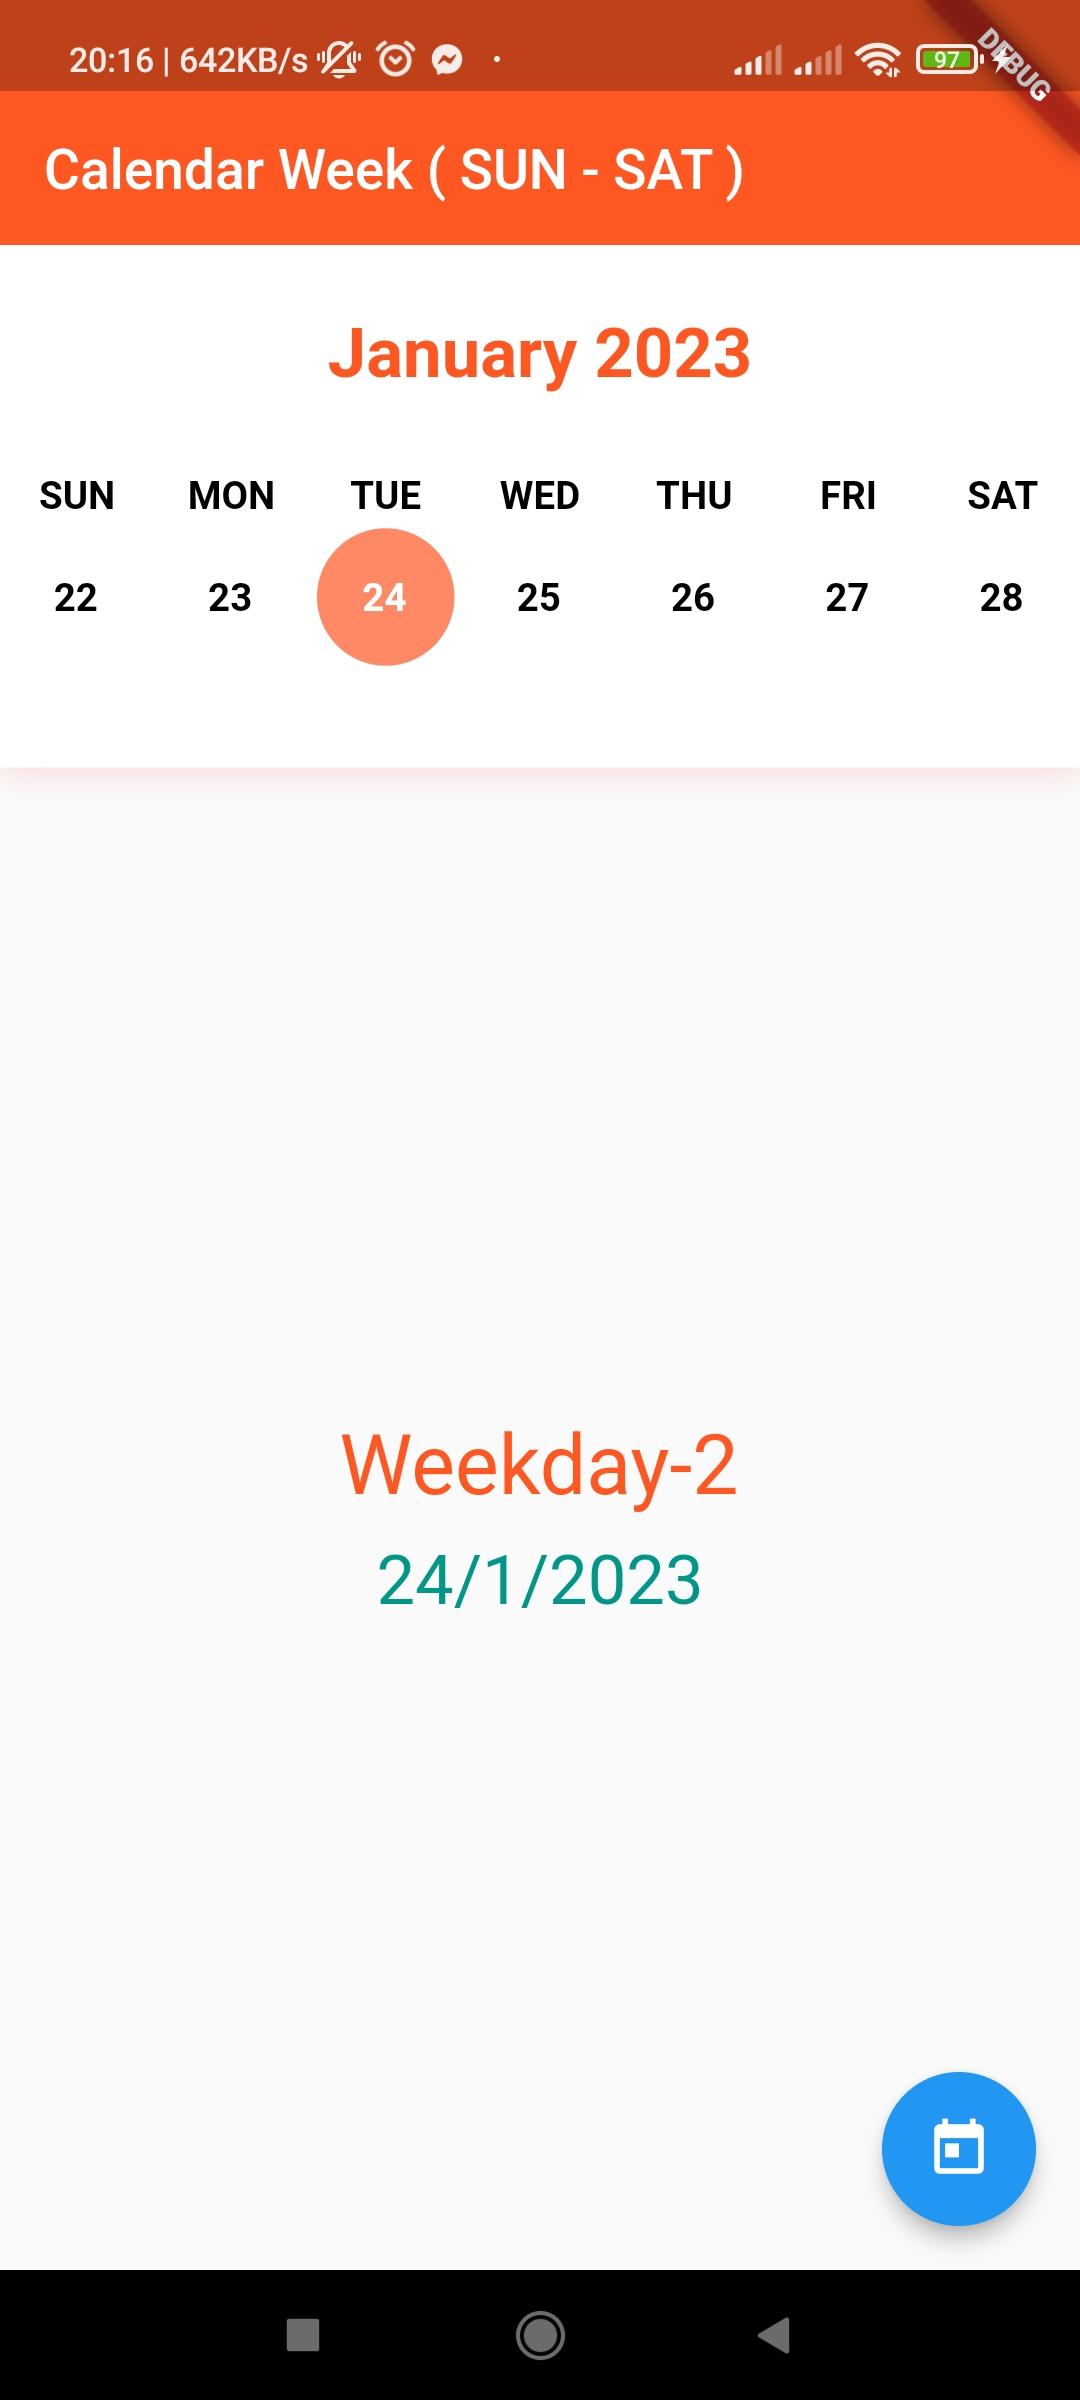 20:16 | 642KB/s
97
DEBUG
Calendar Week ( SUN - SAT )
January 2023
SUN MON TUE WED THU FRI SAT
22 23 24 25 26 27 28
Weekday-2
24/1/2023